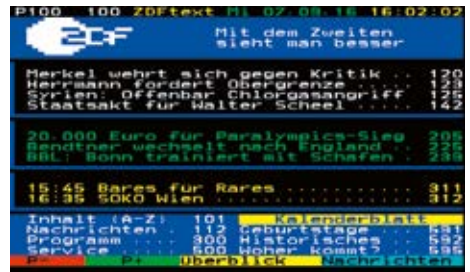 P100 100 ZDFtext Mi 07.09.16 16:02:02
ZDF
Mit dem Zweiten
sieht man besser
Merkel wehrt sich gegen Kritik .. 120
Herrmann fordert Obergrenze ... 123
Syrien: Offenbar Chlorgasangriff 125
Staatsakt für Walter Scheel .... 142
20.000 Euro für Paralympics-Sieg 205
Bendtner wechselt nach England .. 225
BBL: Bonn trainiert mit Schafen . 239
15:45 Bares für Rares ........... 311
16:35 SOKO Wien ................. 312
Inhalt (A-Z) 101 Kalenderblatt
Nachrichten . 112 Geburtstage ... 591
Programm .... 300 Historisches .. 592
Service ..... 500 Woher kommt? 595
P- P+ Überblick Nachrichten